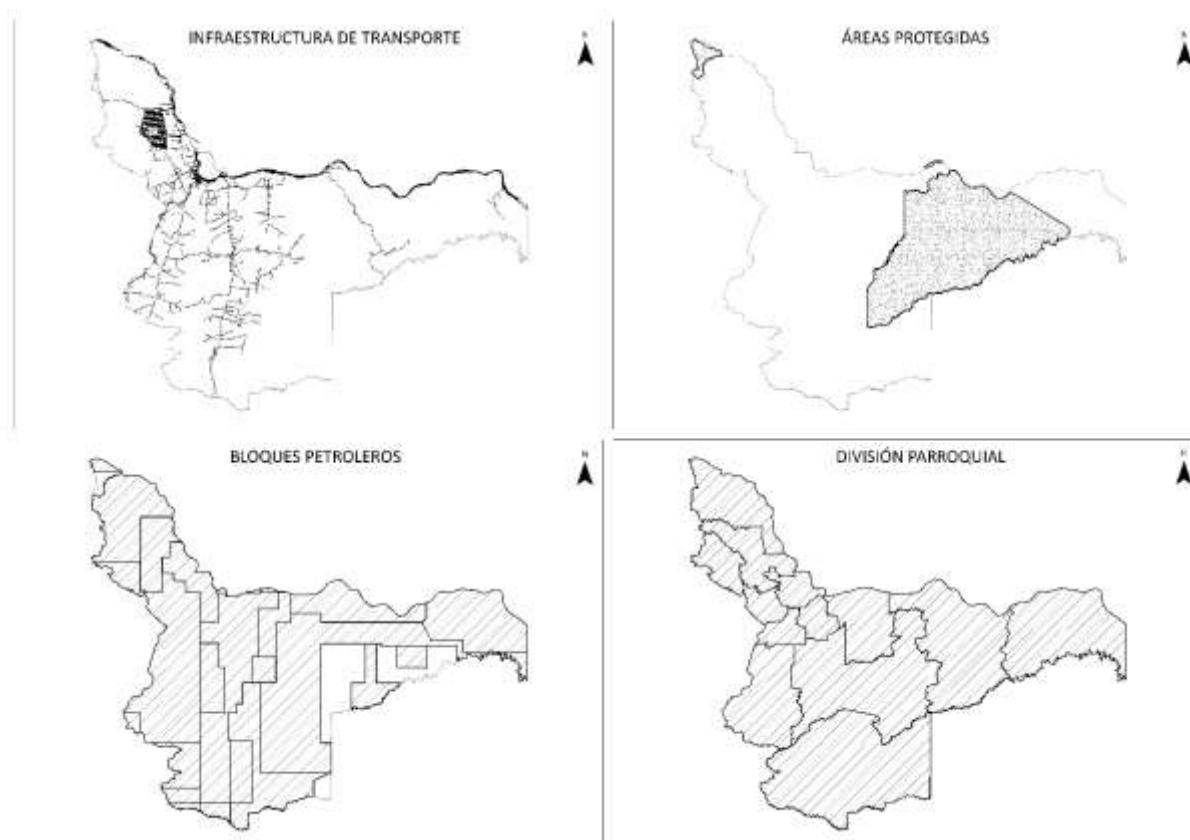 INFRAESTRUCTURA DE TRANSPORTE
N
ÁREAS PROTEGIDAS
N
BLOQUES PETROLEROS
N
DIVISIÓN PARROQUIAL
N